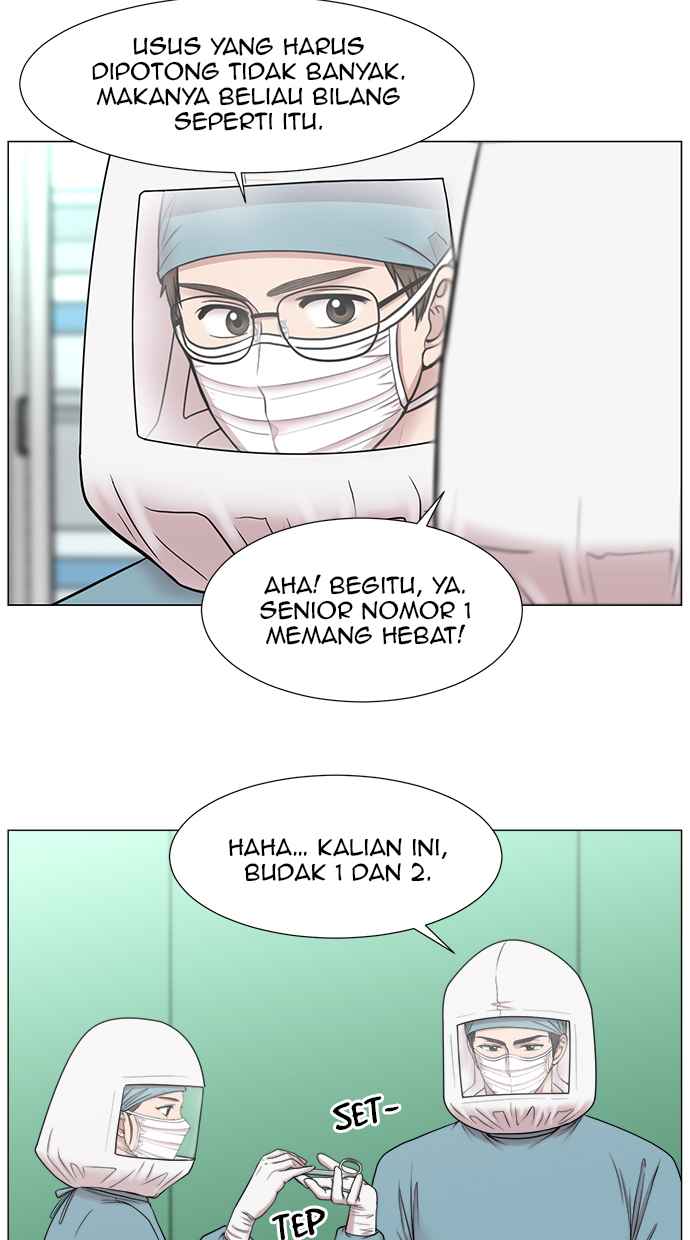 USUS YANG HARUS
DIPOTONG TIDAK BANYAK.
MAKANYA BELIAU BILANG
SEPERTI ITU.
AHA! BEGITU, YA.
SENIOR NOMOR 1
MEMANG HEBAT!
HAHA... KALIAN INI,
BUDAK 1 DAN 2.
SET-
TEP